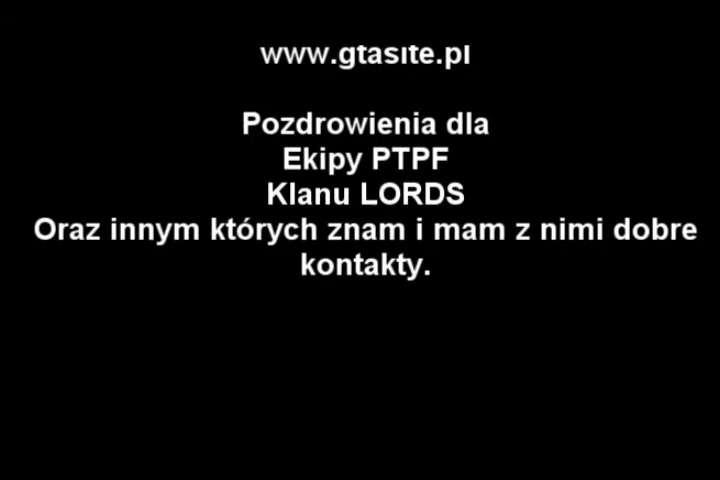 www.gtasite.pl
Pozdrowienia dla
Ekipy PTPF
Klanu LORDS
Oraz innym których znam i mam z nimi dobre
kontakty.